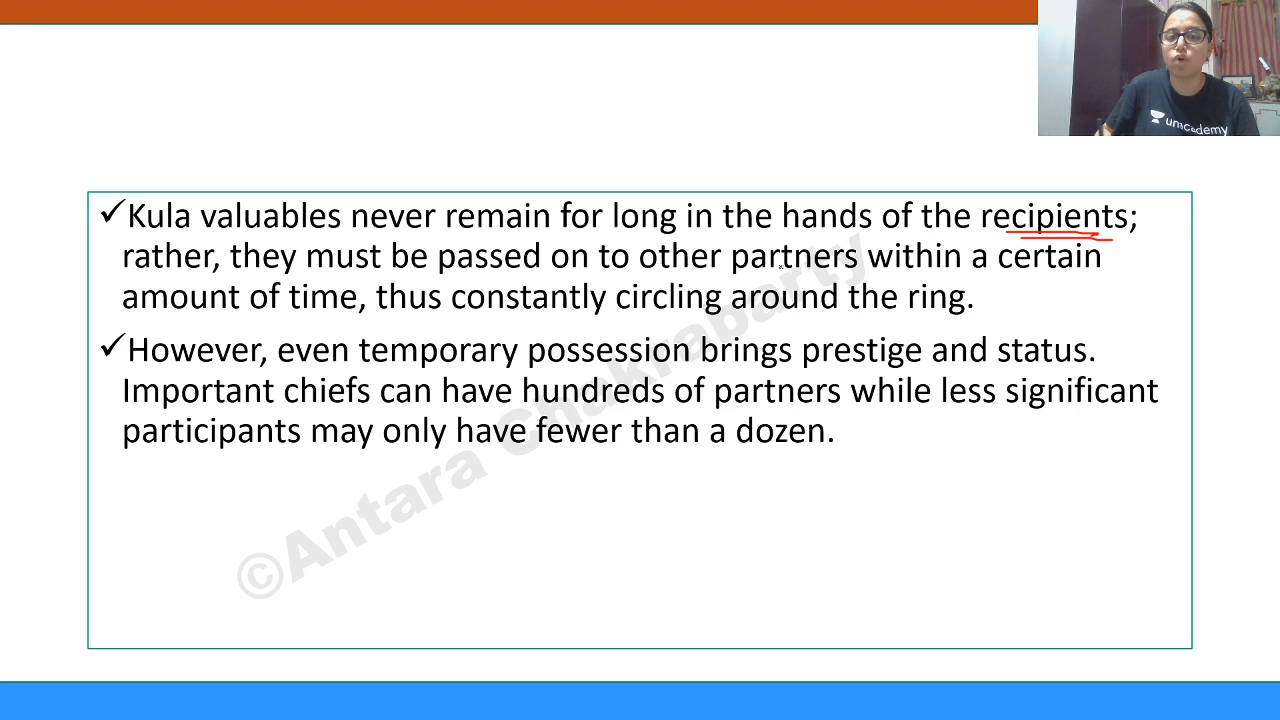 unacademy
✓Kula valuables never remain for long in the hands of the recipients;
rather, they must be passed on to other partners within a certain
amount of time, thus constantly circling around the ring.
✓However, even temporary possession brings prestige and status.
Important chiefs can have hundreds of partners while less significant
participants may only have fewer than a dozen.
©Antara Chakrabarty